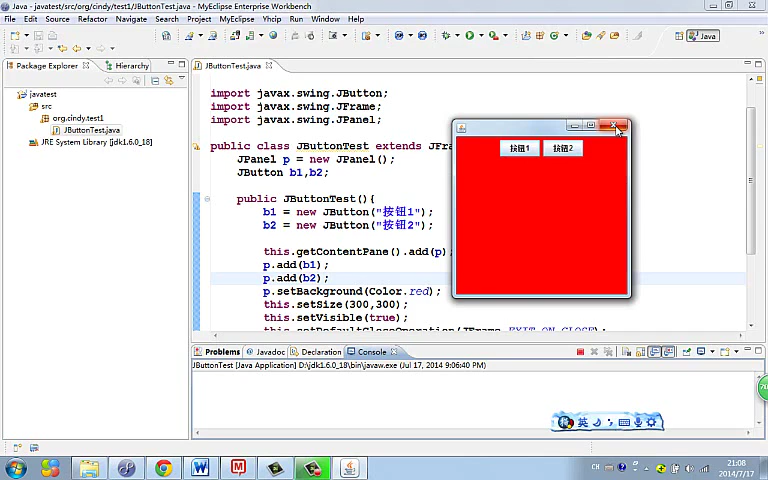 Java - javatest/src/org/cindy/test1/JButtonTest.java - MyEclipse Enterprise Workbench
File Edit Source Refactor Navigate Search Project MyEclipse Yhcip Run Window Help
Java
Package Explorer Hierarchy
javatest
src
org.cindy.test1
JButtonTest.java
JRE System Library [jdk1.6.0_18]
JButtonTest.java
import javax.swing.JButton;
import javax.swing.JFrame;
import javax.swing.JPanel;
public class JButtonTest extends JFra
JPanel p = new JPanel();
JButton b1,b2;
public JButtonTest(){
b1 = new JButton("按钮1");
b2 = new JButton("按钮2");
this.getContentPane().add(p);
p.add(b1);
p.add(b2);
p.setBackground(Color.red);
this.setSize(300,300);
this.setVisible(true);
this.setDefaultCloseOperation(JFrame.EXIT_ON_CLOSE);
按钮1 按钮2
Problems Javadoc Declaration Console
JButtonTest [Java Application] D:\jdk1.6.0_18\bin\javaw.exe (Jul 17, 2014 9:06:40 PM)
英
CH
21:08
2014/7/17